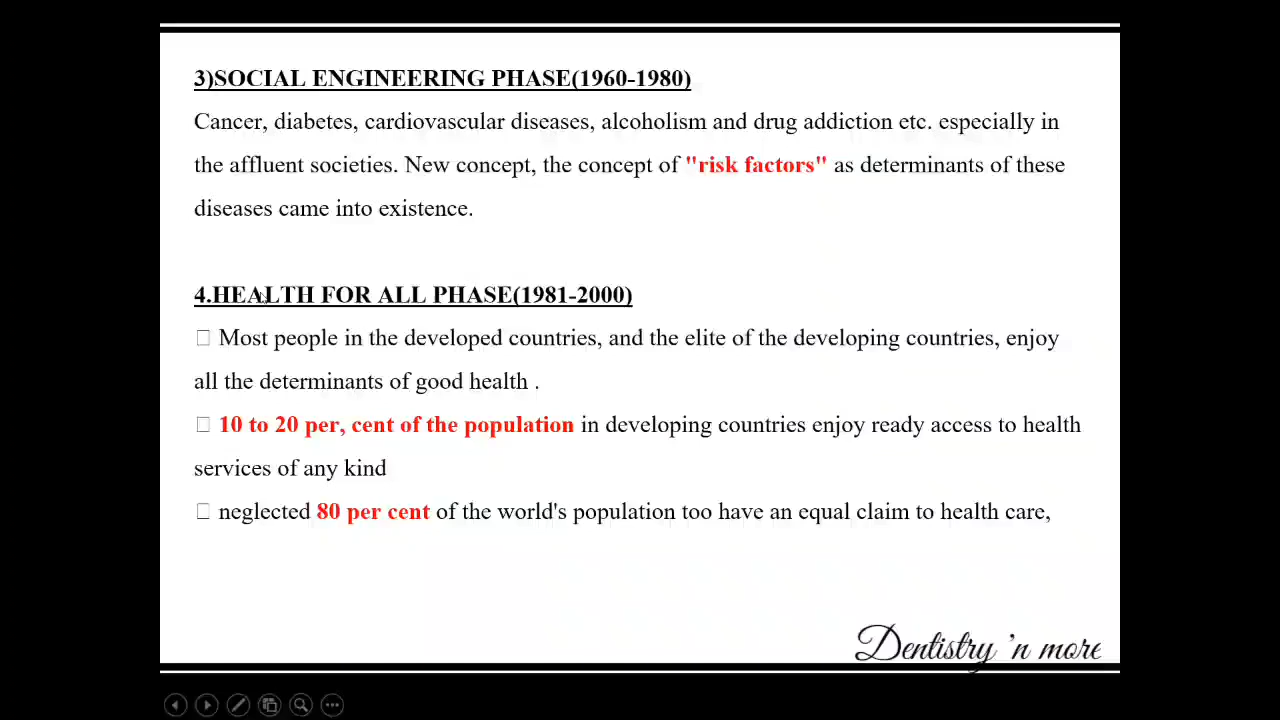 3)SOCIAL ENGINEERING PHASE(1960-1980)
Cancer, diabetes, cardiovascular diseases, alcoholism and drug addiction etc. especially in
the affluent societies. New concept, the concept of "risk factors" as determinants of these
diseases came into existence.
4.HEALTH FOR ALL PHASE(1981-2000)
□ Most people in the developed countries, and the elite of the developing countries, enjoy
all the determinants of good health .
□ 10 to 20 per, cent of the population in developing countries enjoy ready access to health
services of any kind
□ neglected 80 per cent of the world's population too have an equal claim to health care,
Dentistry 'n more